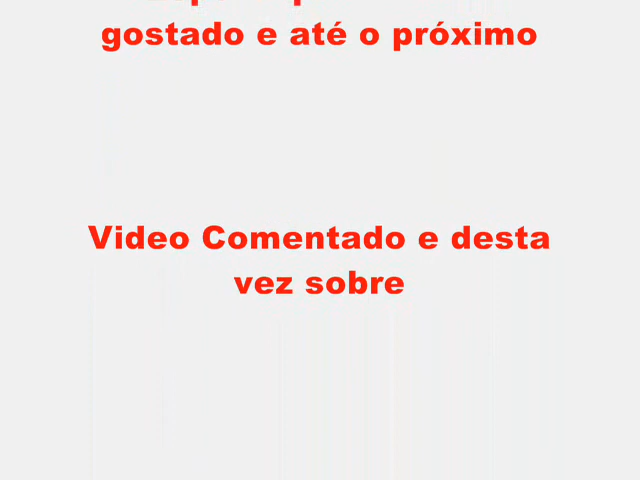 gostado e até o próximo
Video Comentado e desta
vez sobre